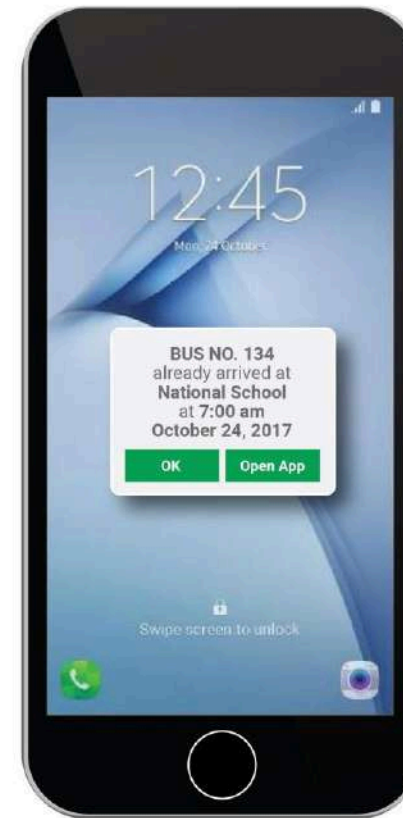 12:45
Mon, 24 October
BUS NO. 134
already arrived at
National School
at 7:00 am
October 24, 2017
OK Open App
Swipe screen to unlock